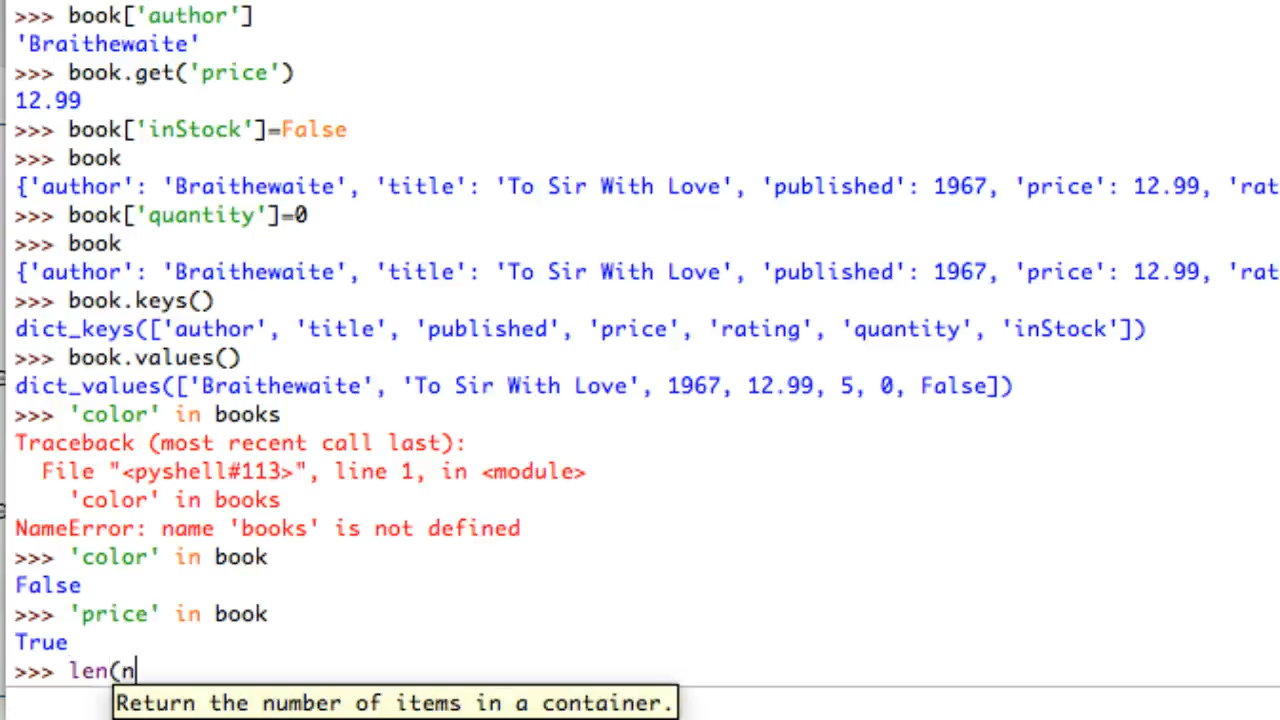 >>> book['author']
'Braithewaite'
>>> book.get('price')
12.99
>>> book['inStock']=False
>>> book
{'author': 'Braithewaite', 'title': 'To Sir With Love', 'published': 1967, 'price': 12.99, 'rat
>>> book['quantity']=0
>>> book
{'author': 'Braithewaite', 'title': 'To Sir With Love', 'published': 1967, 'price': 12.99, 'rat
>>> book.keys()
dict_keys(['author', 'title', 'published', 'price', 'rating', 'quantity', 'inStock'])
>>> book.values()
dict_values(['Braithewaite', 'To Sir With Love', 1967, 12.99, 5, 0, False])
>>> 'color' in books
Traceback (most recent call last):
  File "<pyshell#113>", line 1, in <module>
    'color' in books
NameError: name 'books' is not defined
>>> 'color' in book
False
>>> 'price' in book
True
>>> len(n
Return the number of items in a container.